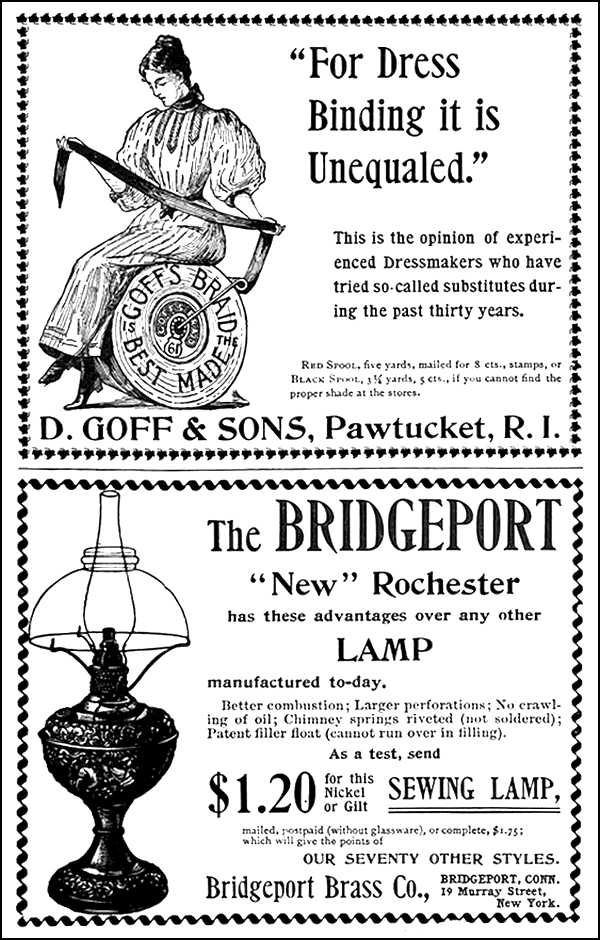 “For Dress
Binding it is
Unequaled.”
This is the opinion of experi-
enced Dressmakers who have
tried so-called substitutes dur-
ing the past thirty years.
GOFF'S BRAID
IS THE
BEST MADE.
61
RED SPOOL, five yards, mailed for 8 cts., stamps, or
BLACK SPOOL, 3¾ yards, 5 cts., if you cannot find the
proper shade at the stores.
D. GOFF & SONS, Pawtucket, R. I.
The BRIDGEPORT
“New” Rochester
has these advantages over any other
LAMP
manufactured to-day.
Better combustion; Larger perforations; No crawl-
ing of oil; Chimney springs riveted (not soldered);
Patent filler float (cannot run over in filling).
As a test, send
$1.20 for this Nickel or Gilt SEWING LAMP,
mailed, postpaid (without glassware), or complete, $1.75;
which will give the points of
OUR SEVENTY OTHER STYLES.
Bridgeport Brass Co., BRIDGEPORT, CONN.
19 Murray Street,
New York.